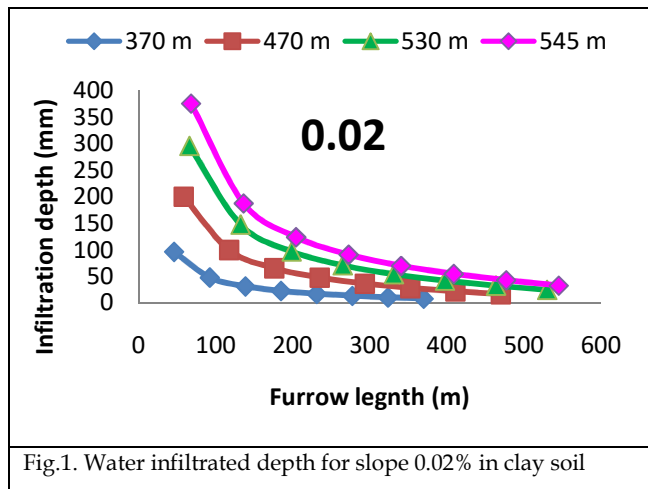 370 m 470 m 530 m 545 m
400
350
300
250
200
150
100
50
0
Infiltration depth (mm)
0.02
0 100 200 300 400 500 600
Furrow legnth (m)
Fig.1. Water infiltrated depth for slope 0.02% in clay soil